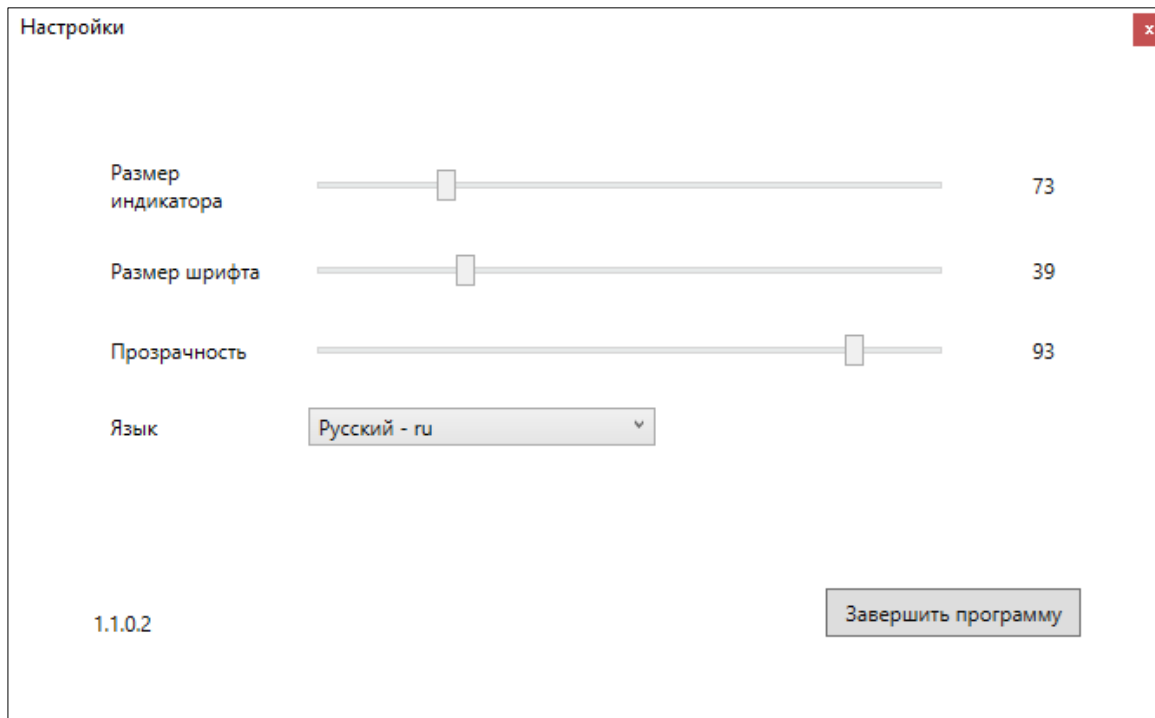 Настройки
x
Размер
индикатора
73
Размер шрифта
39
Прозрачность
93
Язык
Русский - ru
1.1.0.2
Завершить программу